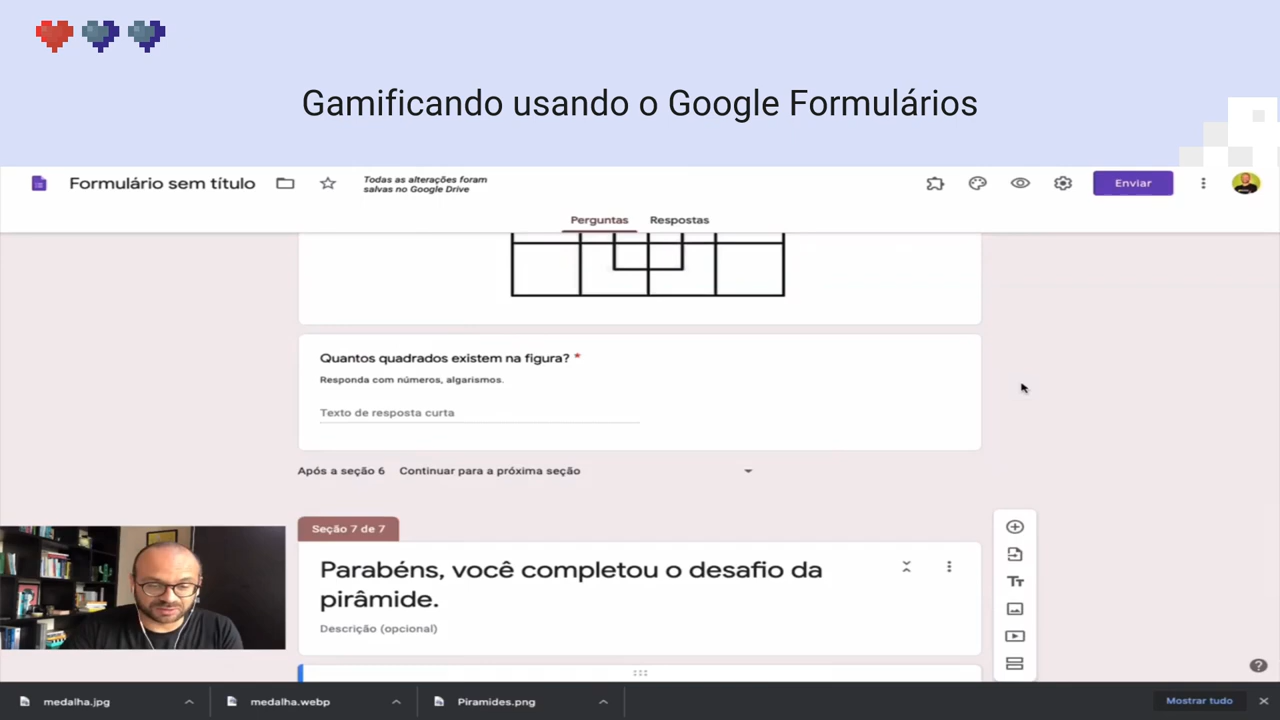 Gamificando usando o Google Formulários
Formulário sem título
Todas as alterações foram
salvas no Google Drive
Enviar
Perguntas
Respostas
Quantos quadrados existem na figura? *
Responda com números, algarismos.
Texto de resposta curta
Após a seção 6 Continuar para a próxima seção
Seção 7 de 7
Parabéns, você completou o desafio da
pirâmide.
Descrição (opcional)
Tт
medalha.jpg
medalha.webp
Piramides.png
Mostrar tudo